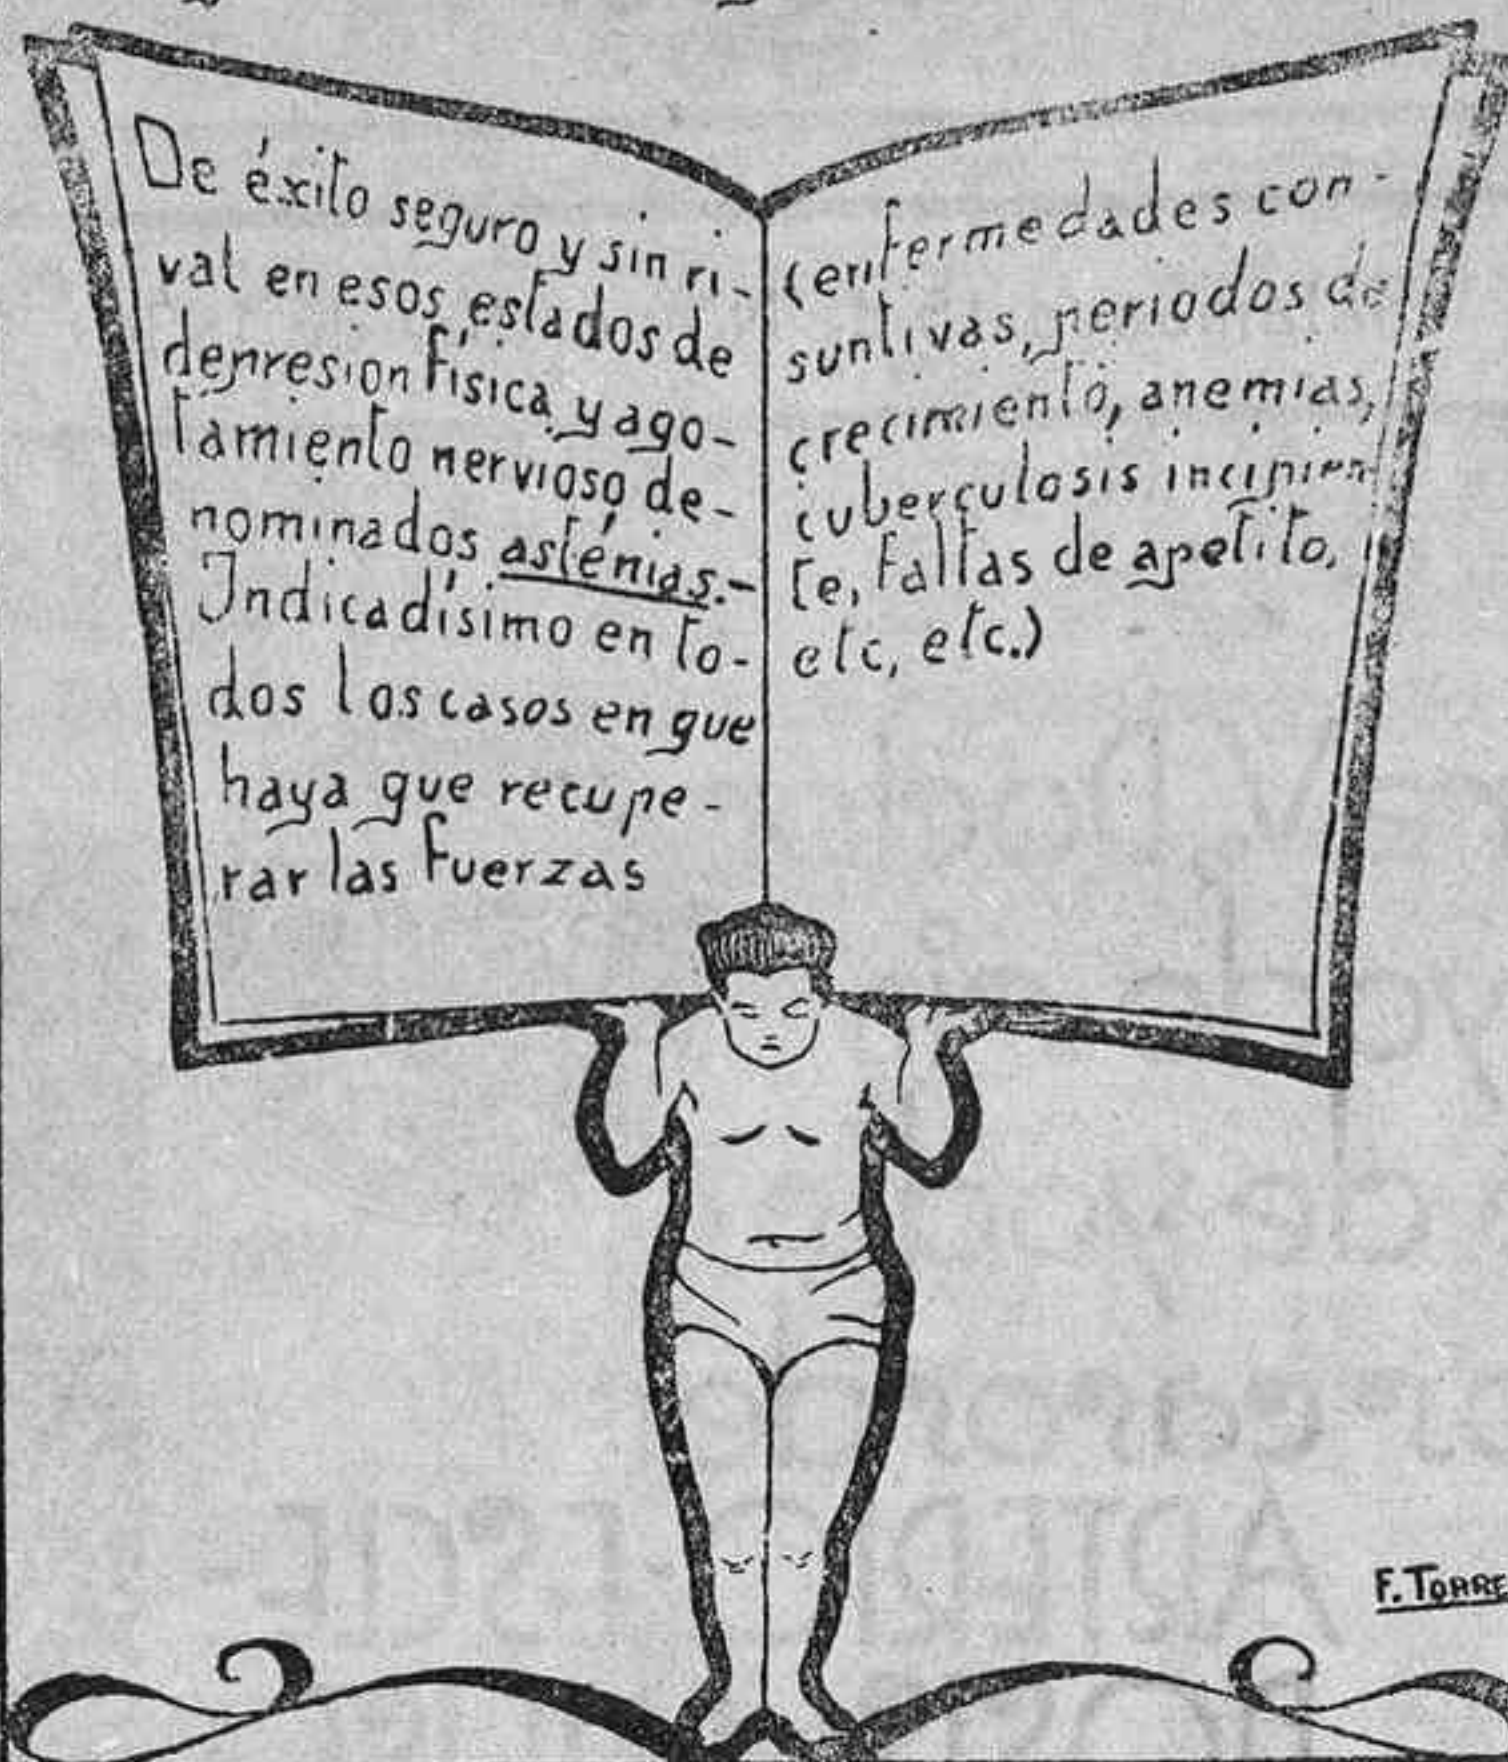 De éxito seguro y sin ri-
val en esos estados de
depresion física y ago-
tamiento nervioso de-
nominados asténias.-
Indicadísimo en to-
dos los casos en que
haya que recupe-
rar las fuerzas
(enfermedades con-
suntivas, periodos de
crecimiento, anemias,
tuberculosis incipien
te, faltas de apetito,
etc, etc.)
F. TORRE